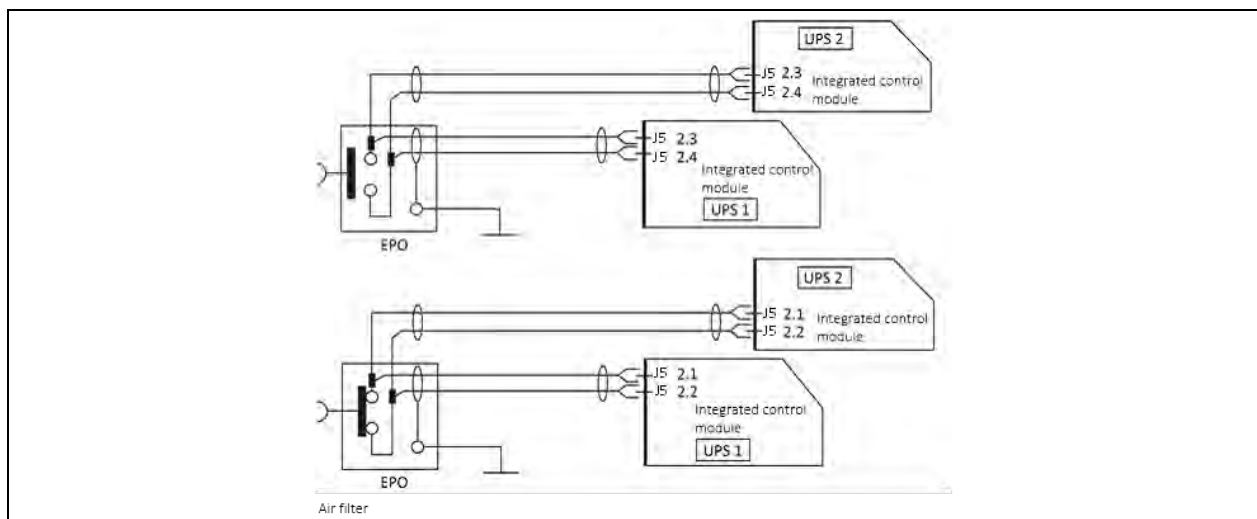 UPS 2
J5 2.3
Integrated control
J5 2.4
module
J5 2.3
J5 2.4
Integrated control
module
UPS 1
EPO
UPS 2
J5 2.1
Integrated control
J5 2.2
module
J5 2.1
J5 2.2
Integrated control
module
UPS 1
EPO
Air filter